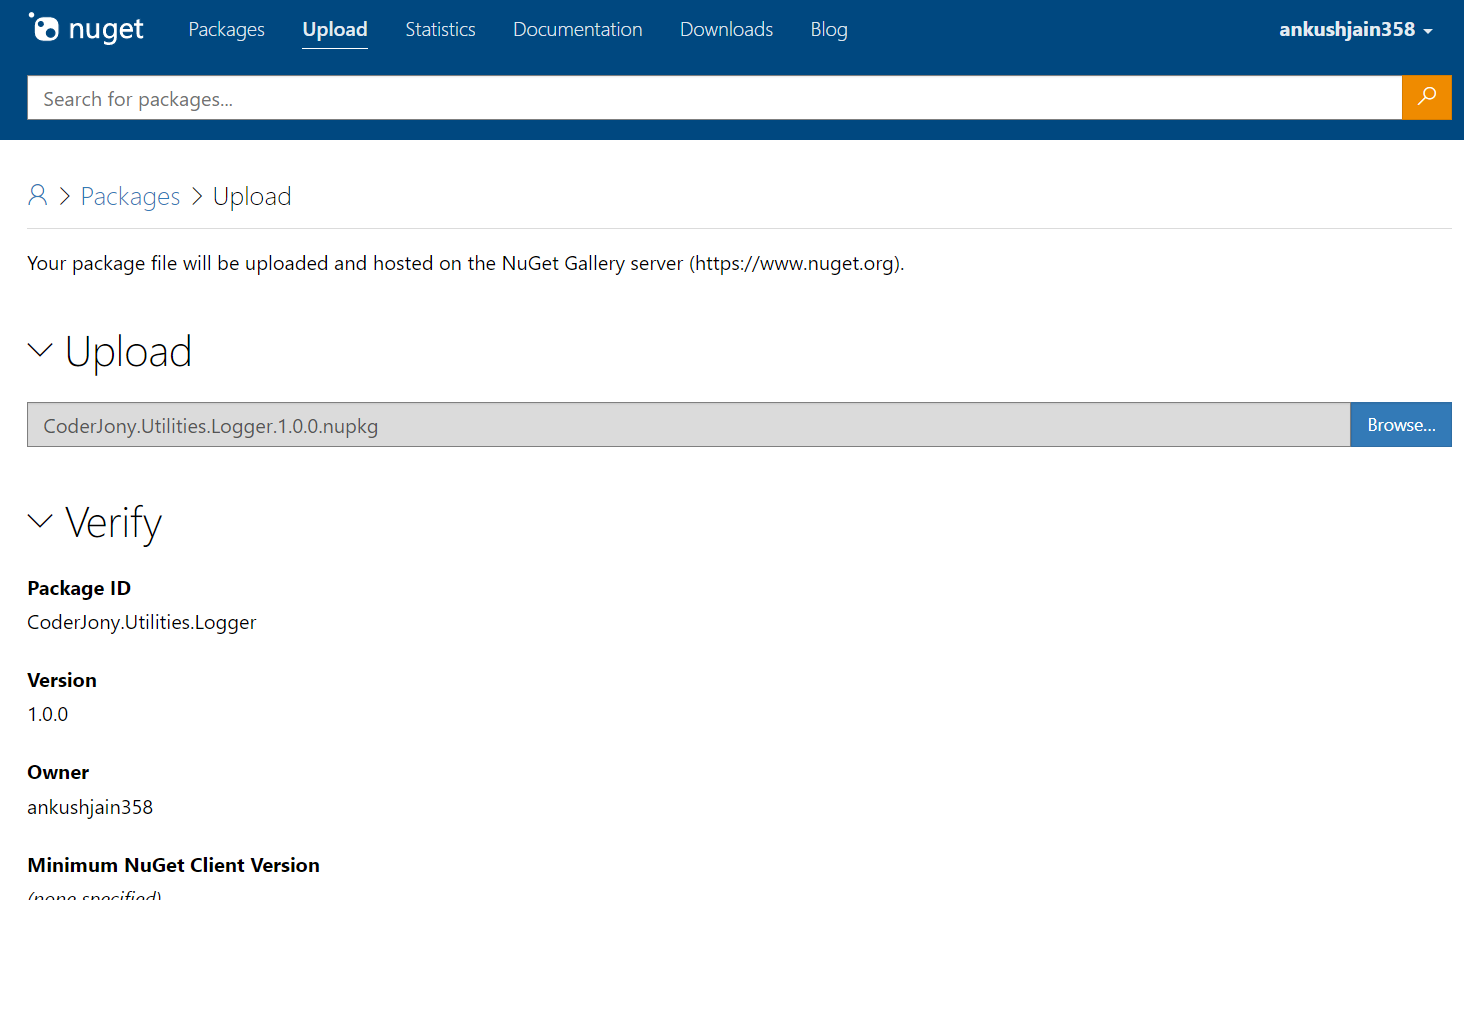 nuget Packages Upload Statistics Documentation Downloads Blog ankushjain358
Search for packages...
Packages Upload
Your package file will be uploaded and hosted on the NuGet Gallery server (https://www.nuget.org).
Upload
CoderJony.Utilities.Logger.1.0.0.nupkg Browse...
Verify
Package ID
CoderJony.Utilities.Logger
Version
1.0.0
Owner
ankushjain358
Minimum NuGet Client Version
(none specified)